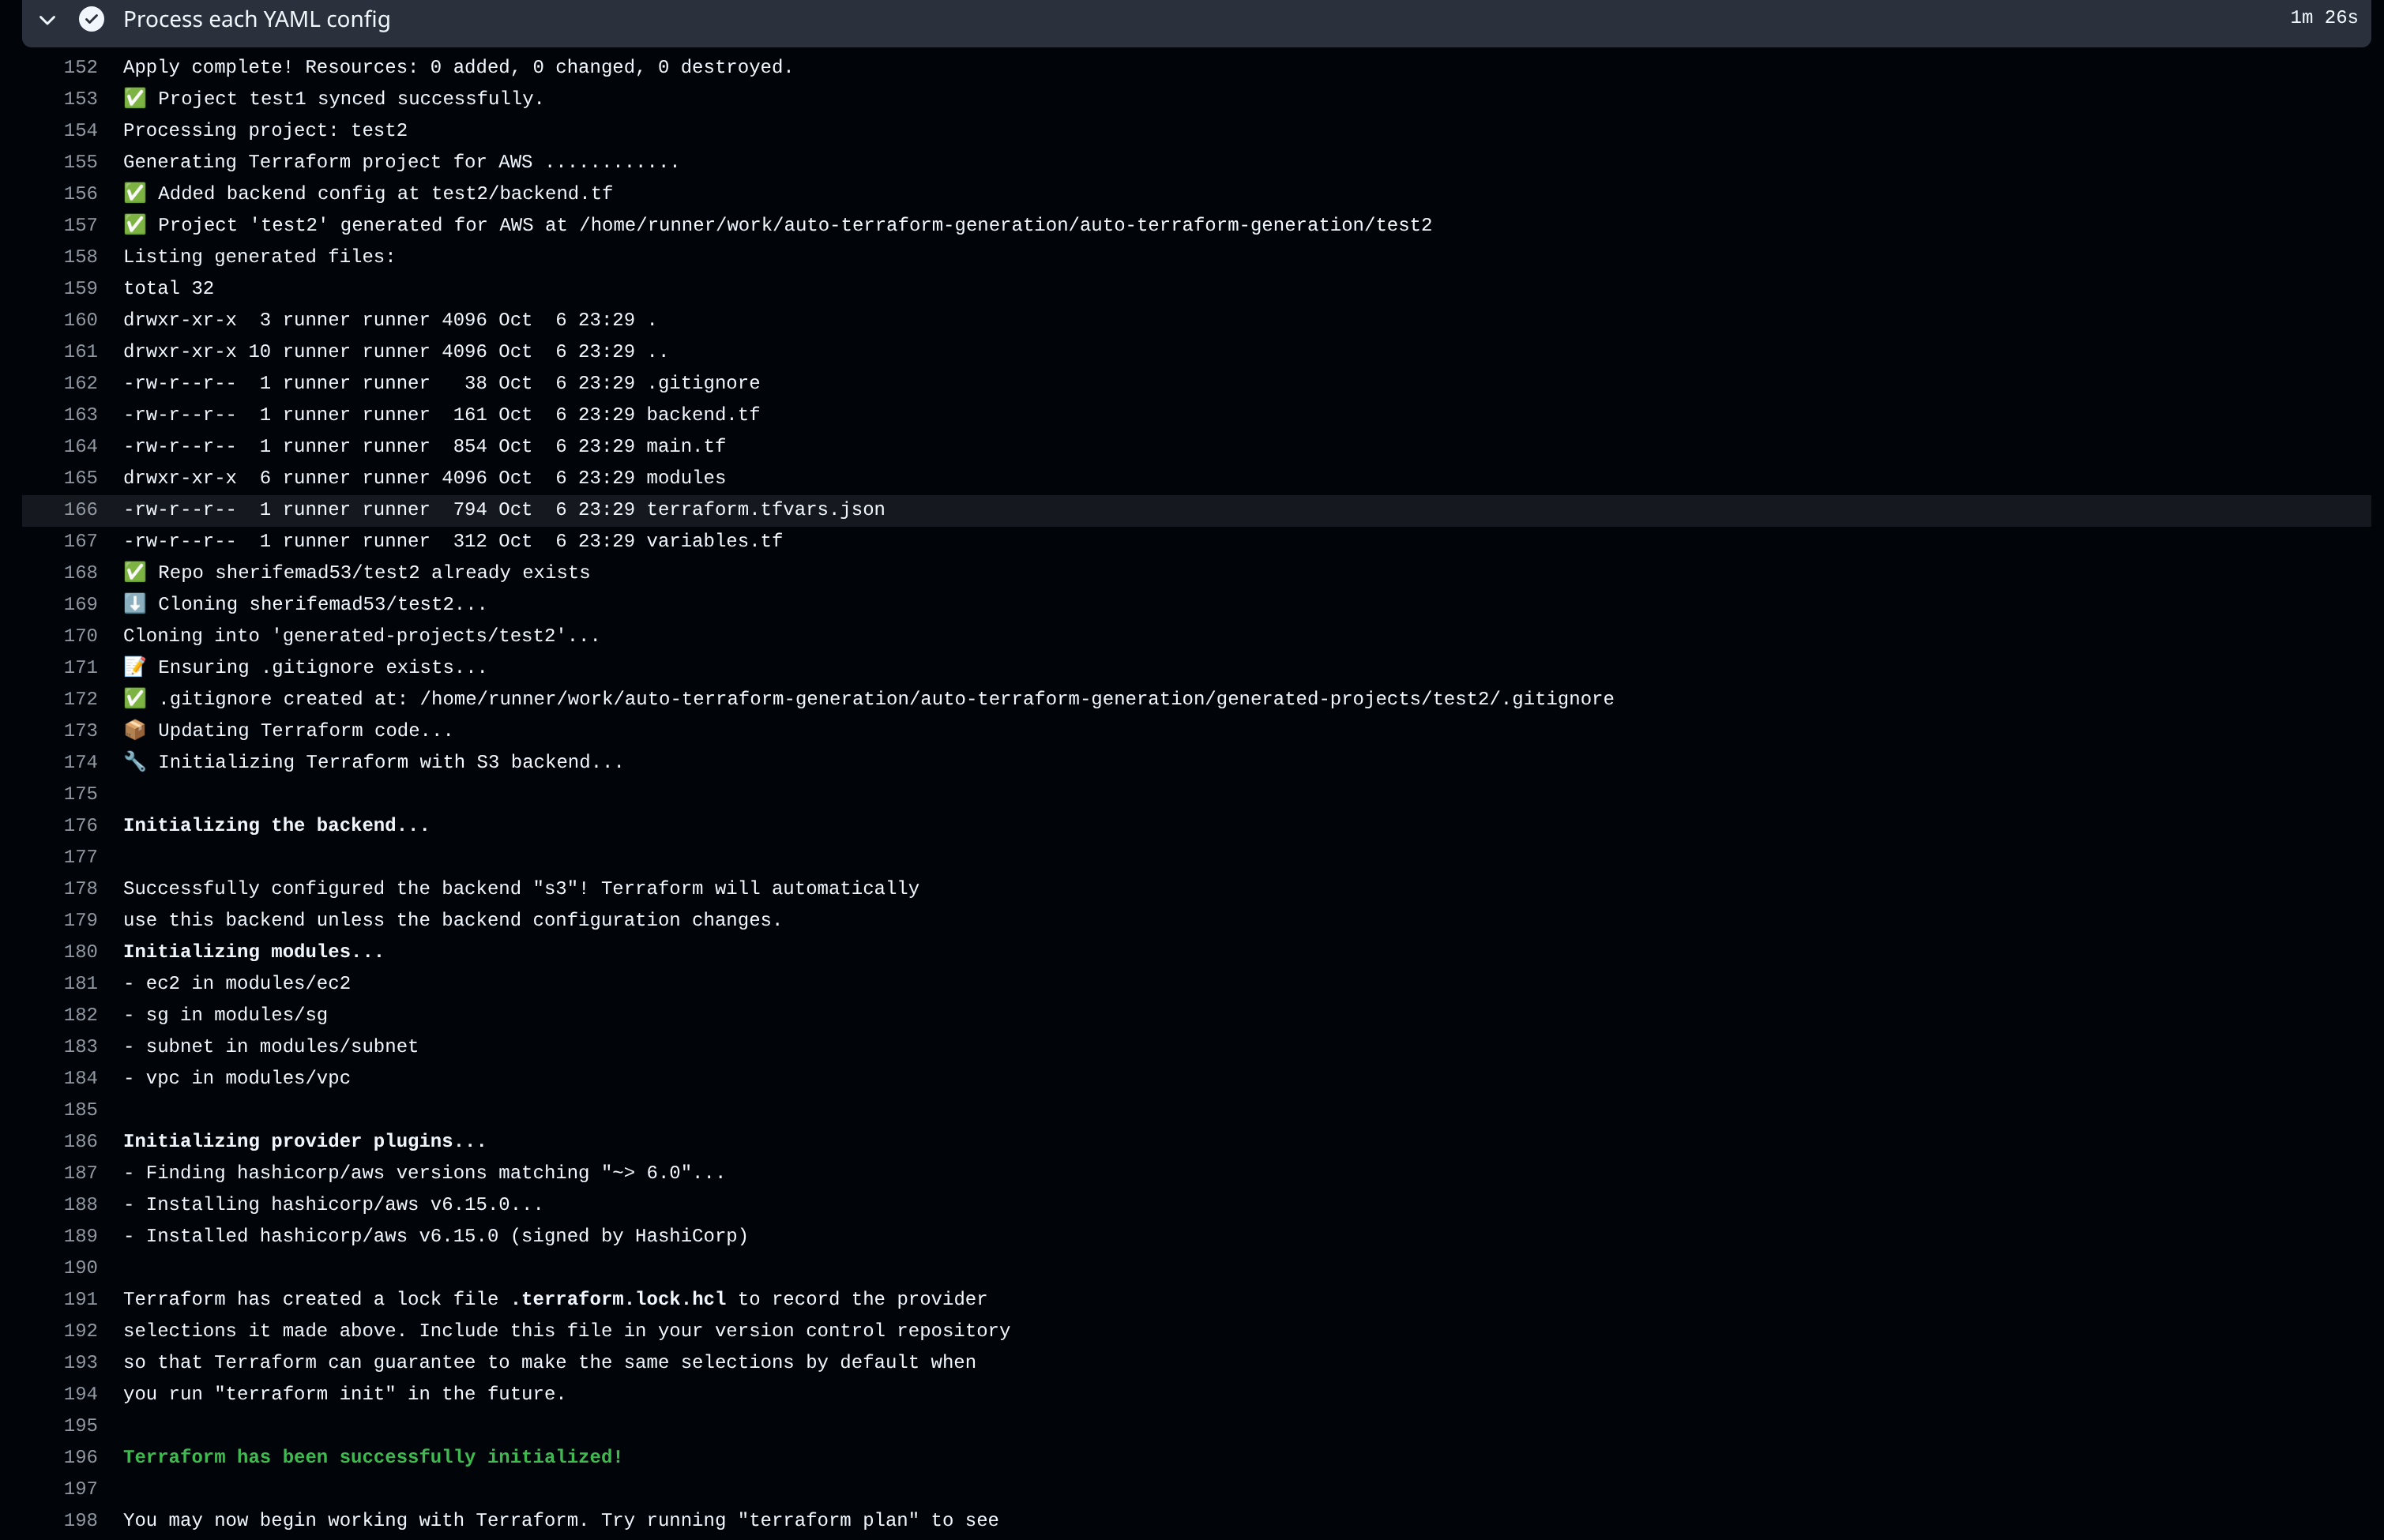 Process each YAML config
1m 26s
152 Apply complete! Resources: 0 added, 0 changed, 0 destroyed.
153 ✅ Project test1 synced successfully.
154 Processing project: test2
155 Generating Terraform project for AWS ............
156 ✅ Added backend config at test2/backend.tf
157 ✅ Project 'test2' generated for AWS at /home/runner/work/auto-terraform-generation/auto-terraform-generation/test2
158 Listing generated files:
159 total 32
160 drwxr-xr-x  3 runner runner 4096 Oct  6 23:29 .
161 drwxr-xr-x 10 runner runner 4096 Oct  6 23:29 ..
162 -rw-r--r--  1 runner runner   38 Oct  6 23:29 .gitignore
163 -rw-r--r--  1 runner runner  161 Oct  6 23:29 backend.tf
164 -rw-r--r--  1 runner runner  854 Oct  6 23:29 main.tf
165 drwxr-xr-x  6 runner runner 4096 Oct  6 23:29 modules
166 -rw-r--r--  1 runner runner  794 Oct  6 23:29 terraform.tfvars.json
167 -rw-r--r--  1 runner runner  312 Oct  6 23:29 variables.tf
168 ✅ Repo sherifemad53/test2 already exists
169 ⬇️ Cloning sherifemad53/test2...
170 Cloning into 'generated-projects/test2'...
171 📝 Ensuring .gitignore exists...
172 ✅ .gitignore created at: /home/runner/work/auto-terraform-generation/auto-terraform-generation/generated-projects/test2/.gitignore
173 📦 Updating Terraform code...
174 🔧 Initializing Terraform with S3 backend...
175
176 Initializing the backend...
177
178 Successfully configured the backend "s3"! Terraform will automatically
179 use this backend unless the backend configuration changes.
180 Initializing modules...
181 - ec2 in modules/ec2
182 - sg in modules/sg
183 - subnet in modules/subnet
184 - vpc in modules/vpc
185
186 Initializing provider plugins...
187 - Finding hashicorp/aws versions matching "~> 6.0"...
188 - Installing hashicorp/aws v6.15.0...
189 - Installed hashicorp/aws v6.15.0 (signed by HashiCorp)
190
191 Terraform has created a lock file .terraform.lock.hcl to record the provider
192 selections it made above. Include this file in your version control repository
193 so that Terraform can guarantee to make the same selections by default when
194 you run "terraform init" in the future.
195
196 Terraform has been successfully initialized!
197
198 You may now begin working with Terraform. Try running "terraform plan" to see